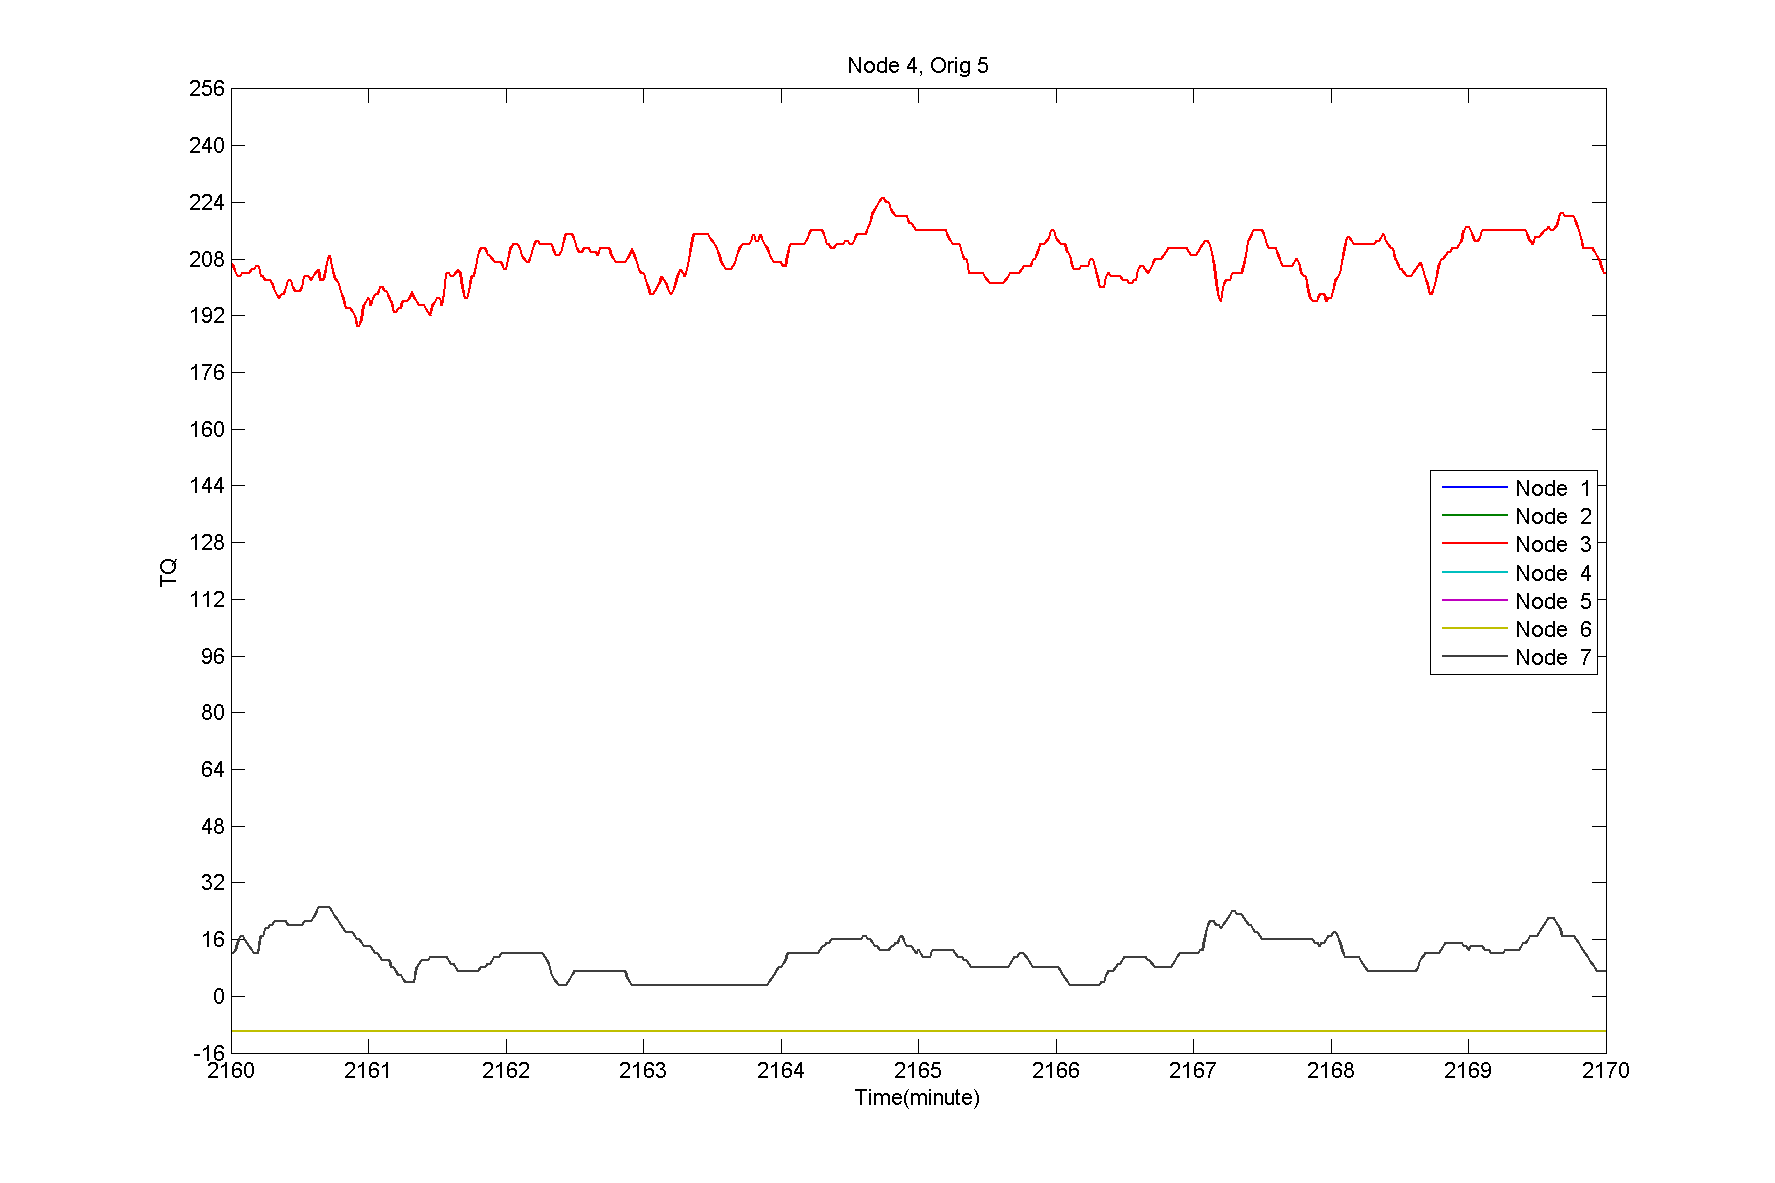 Node 4, Orig 5
256
240
224
208
192
176
160
144
128
112
96
80
64
48
32
16
0
-16
TQ
Node 1
Node 2
Node 3
Node 4
Node 5
Node 6
Node 7
2160 2161 2162 2163 2164 2165 2166 2167 2168 2169 2170
Time(minute)